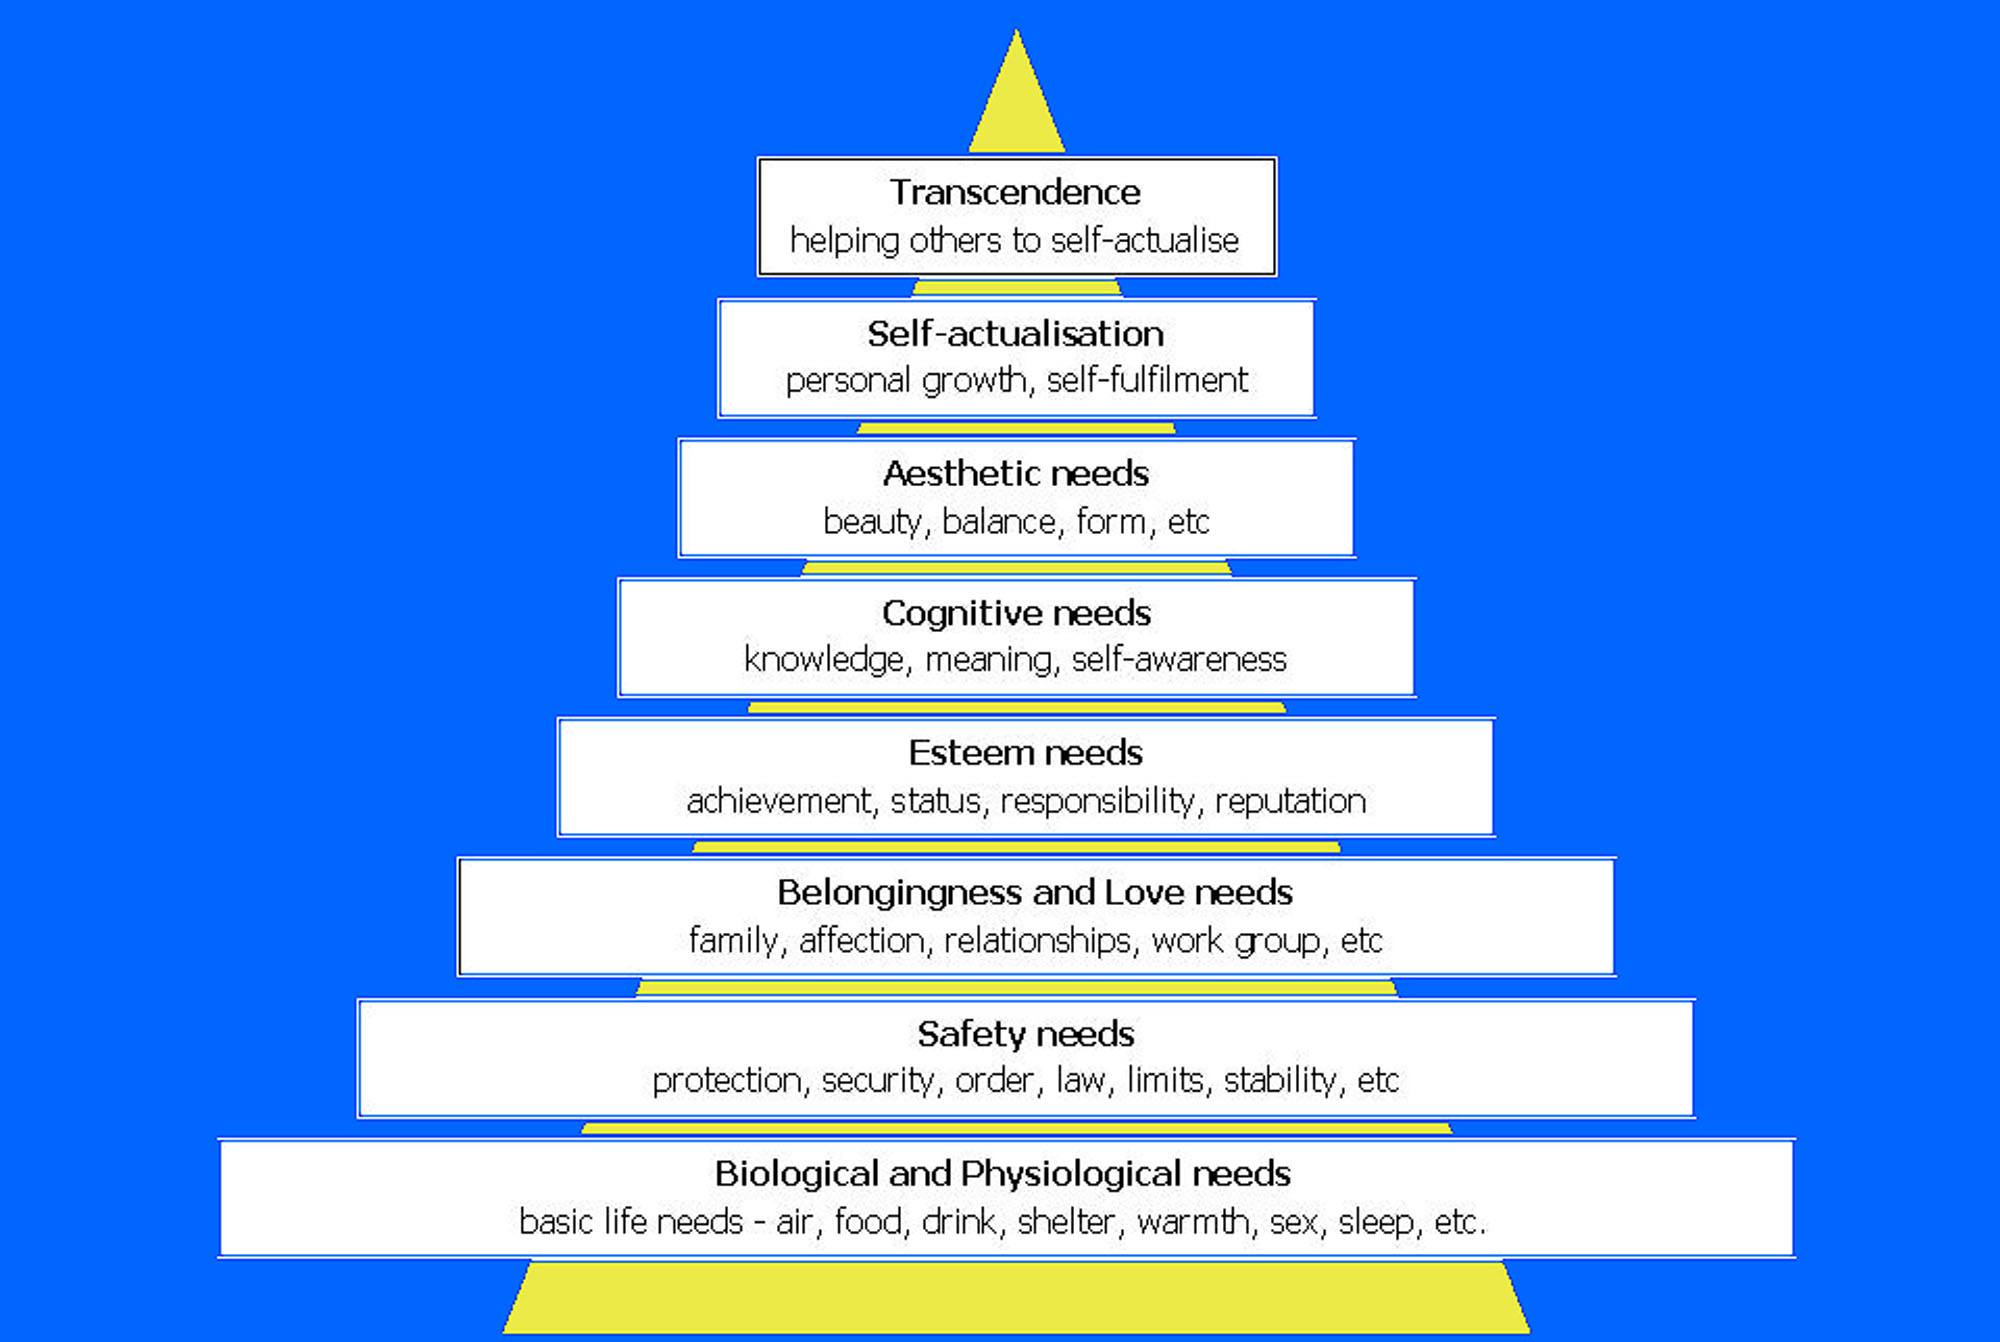 Transcendence
helping others to self-actualise
Self-actualisation
personal growth, self-fulfilment
Aesthetic needs
beauty, balance, form, etc
Cognitive needs
knowledge, meaning, self-awareness
Esteem needs
achievement, status, responsibility, reputation
Belongingness and Love needs
family, affection, relationships, work group, etc
Safety needs
protection, security, order, law, limits, stability, etc
Biological and Physiological needs
basic life needs - air, food, drink, shelter, warmth, sex, sleep, etc.